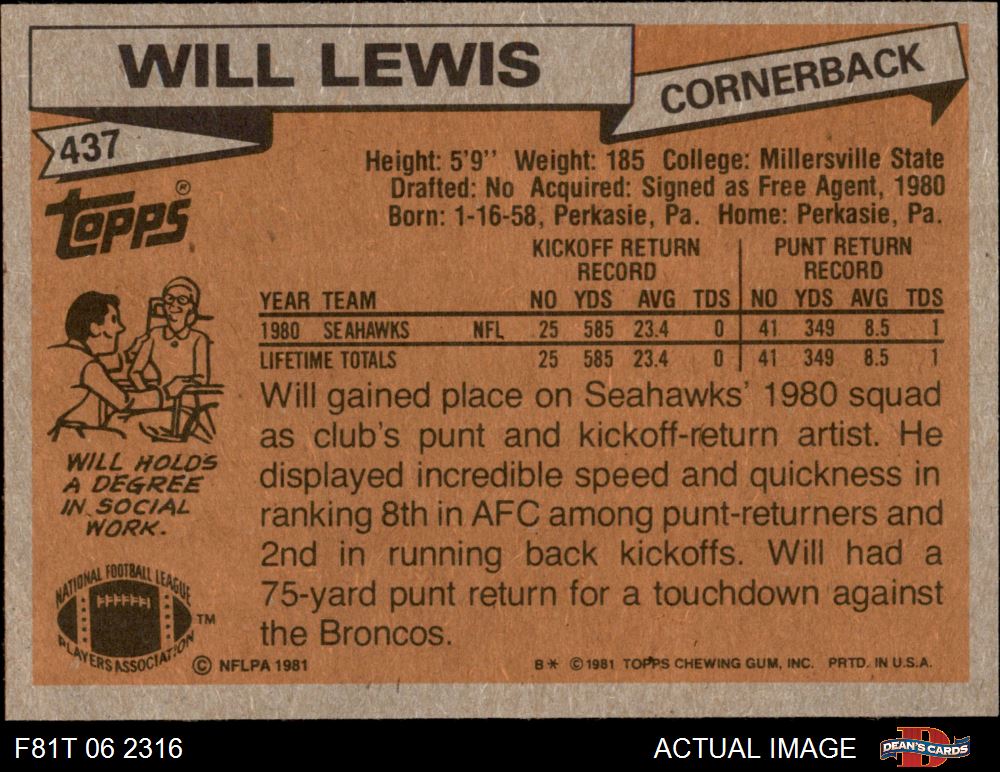 WILL LEWIS
CORNERBACK
437
TOPPS®
Height: 5'9'' Weight: 185 College: Millersville State
Drafted: No Acquired: Signed as Free Agent, 1980
Born: 1-16-58, Perkasie, Pa. Home: Perkasie, Pa.
KICKOFF RETURN RECORD PUNT RETURN RECORD
YEAR TEAM NO YDS AVG TDS NO YDS AVG TDS
1980 SEAHAWKS NFL 25 585 23.4 0 41 349 8.5 1
LIFETIME TOTALS 25 585 23.4 0 41 349 8.5 1
Will gained place on Seahawks' 1980 squad
as club's punt and kickoff-return artist. He
displayed incredible speed and quickness in
ranking 8th in AFC among punt-returners and
2nd in running back kickoffs. Will had a
75-yard punt return for a touchdown against
the Broncos.
WILL HOLDS
A DEGREE
IN SOCIAL
WORK.
NATIONAL FOOTBALL LEAGUE
PLAYERS ASSOCIATION
TM
© NFLPA 1981
B* © 1981 TOPPS CHEWING GUM, INC. PRTD. IN U.S.A.
F81T 06 2316
ACTUAL IMAGE
D
DEAN'S CARDS